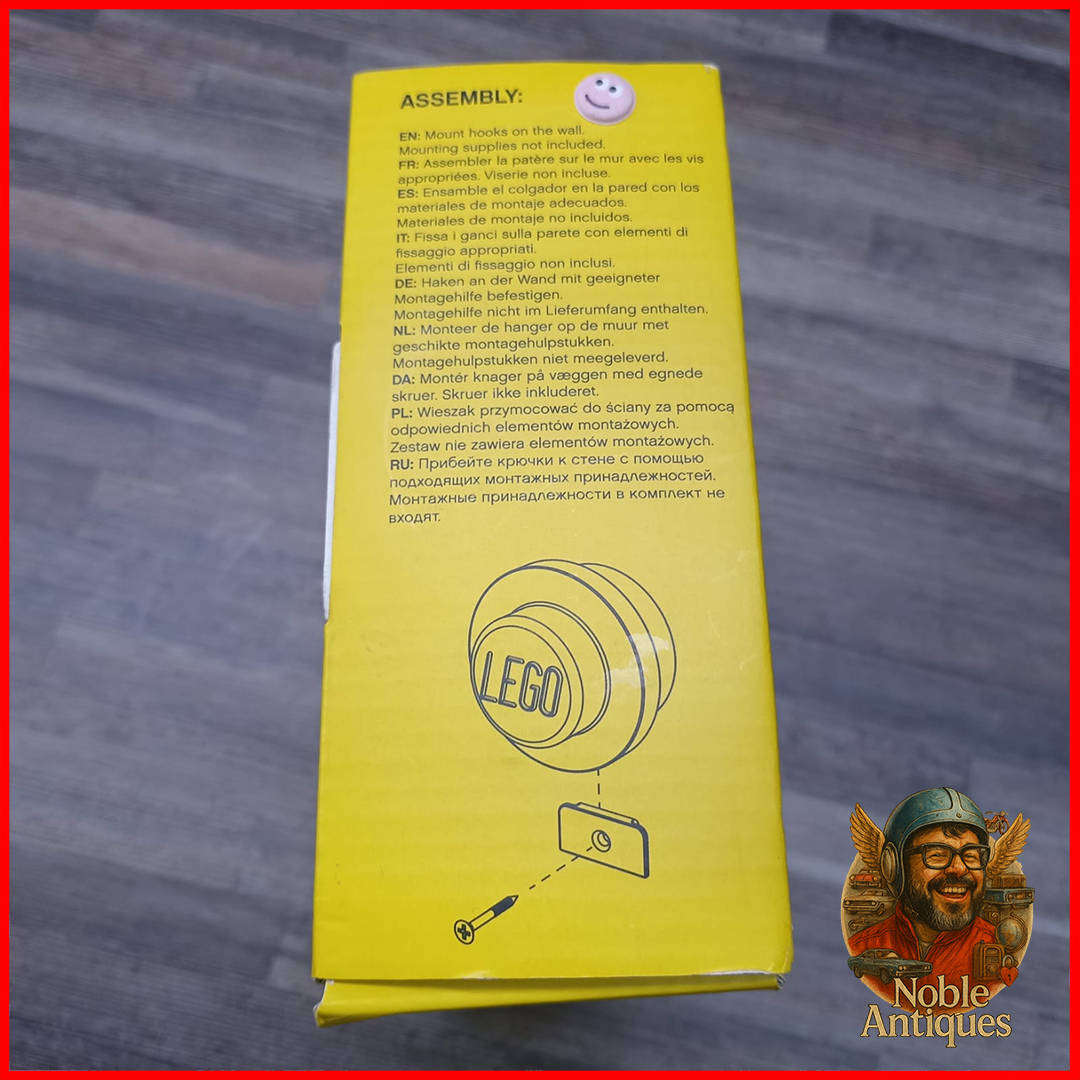 ASSEMBLY:
EN: Mount hooks on the wall.
Mounting supplies not included.
FR: Assembler la patère sur le mur avec les vis
appropriées. Viserie non incluse.
ES: Ensamble el colgador en la pared con los
materiales de montaje adecuados.
Materiales de montaje no incluidos.
IT: Fissa i ganci sulla parete con elementi di
fissaggio appropriati.
Elementi di fissaggio non inclusi.
DE: Haken an der Wand mit geeigneter
Montagehilfe befestigen.
Montagehilfe nicht im Lieferumfang enthalten.
NL: Monteer de hanger op de muur met
geschikte montagehulpstukken.
Montagehulpstukken niet meegeleverd.
DA: Montér knager på væggen med egnede
skruer. Skruer ikke inkluderet.
PL: Wieszak przymocować do ściany za pomocą
odpowiednich elementów montażowych.
Zestaw nie zawiera elementów montażowych.
RU: Прибейте крючки к стене с помощью
подходящих монтажных принадлежностей.
Монтажные принадлежности в комплект не
входят.
LEGO
Noble
Antiques